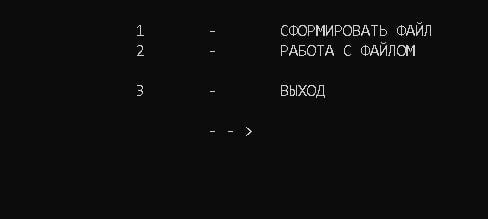 1 - СФОРМИРОВАТЬ ФАЙЛ
2 - РАБОТА С ФАЙЛОМ
3 - ВЫХОД
- - >